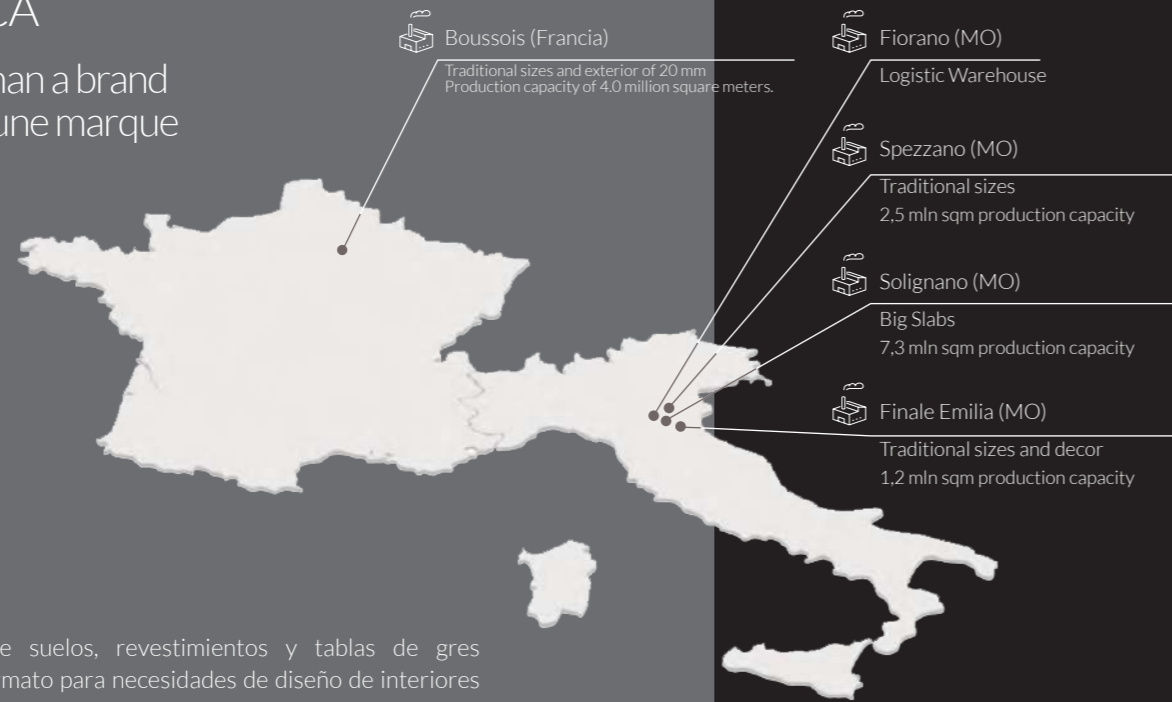 CA
han a brand
une marque
Boussois (Francia)
Traditional sizes and exterior of 20 mm
Production capacity of 4.0 million square meters.
Fiorano (MO)
Logistic Warehouse
Spezzano (MO)
Traditional sizes
2,5 mln sqm production capacity
Solignano (MO)
Big Slabs
7,3 mln sqm production capacity
Finale Emilia (MO)
Traditional sizes and decor
1,2 mln sqm production capacity
e suelos, revestimientos y tablas de gres
rmato para necesidades de diseño de interiores